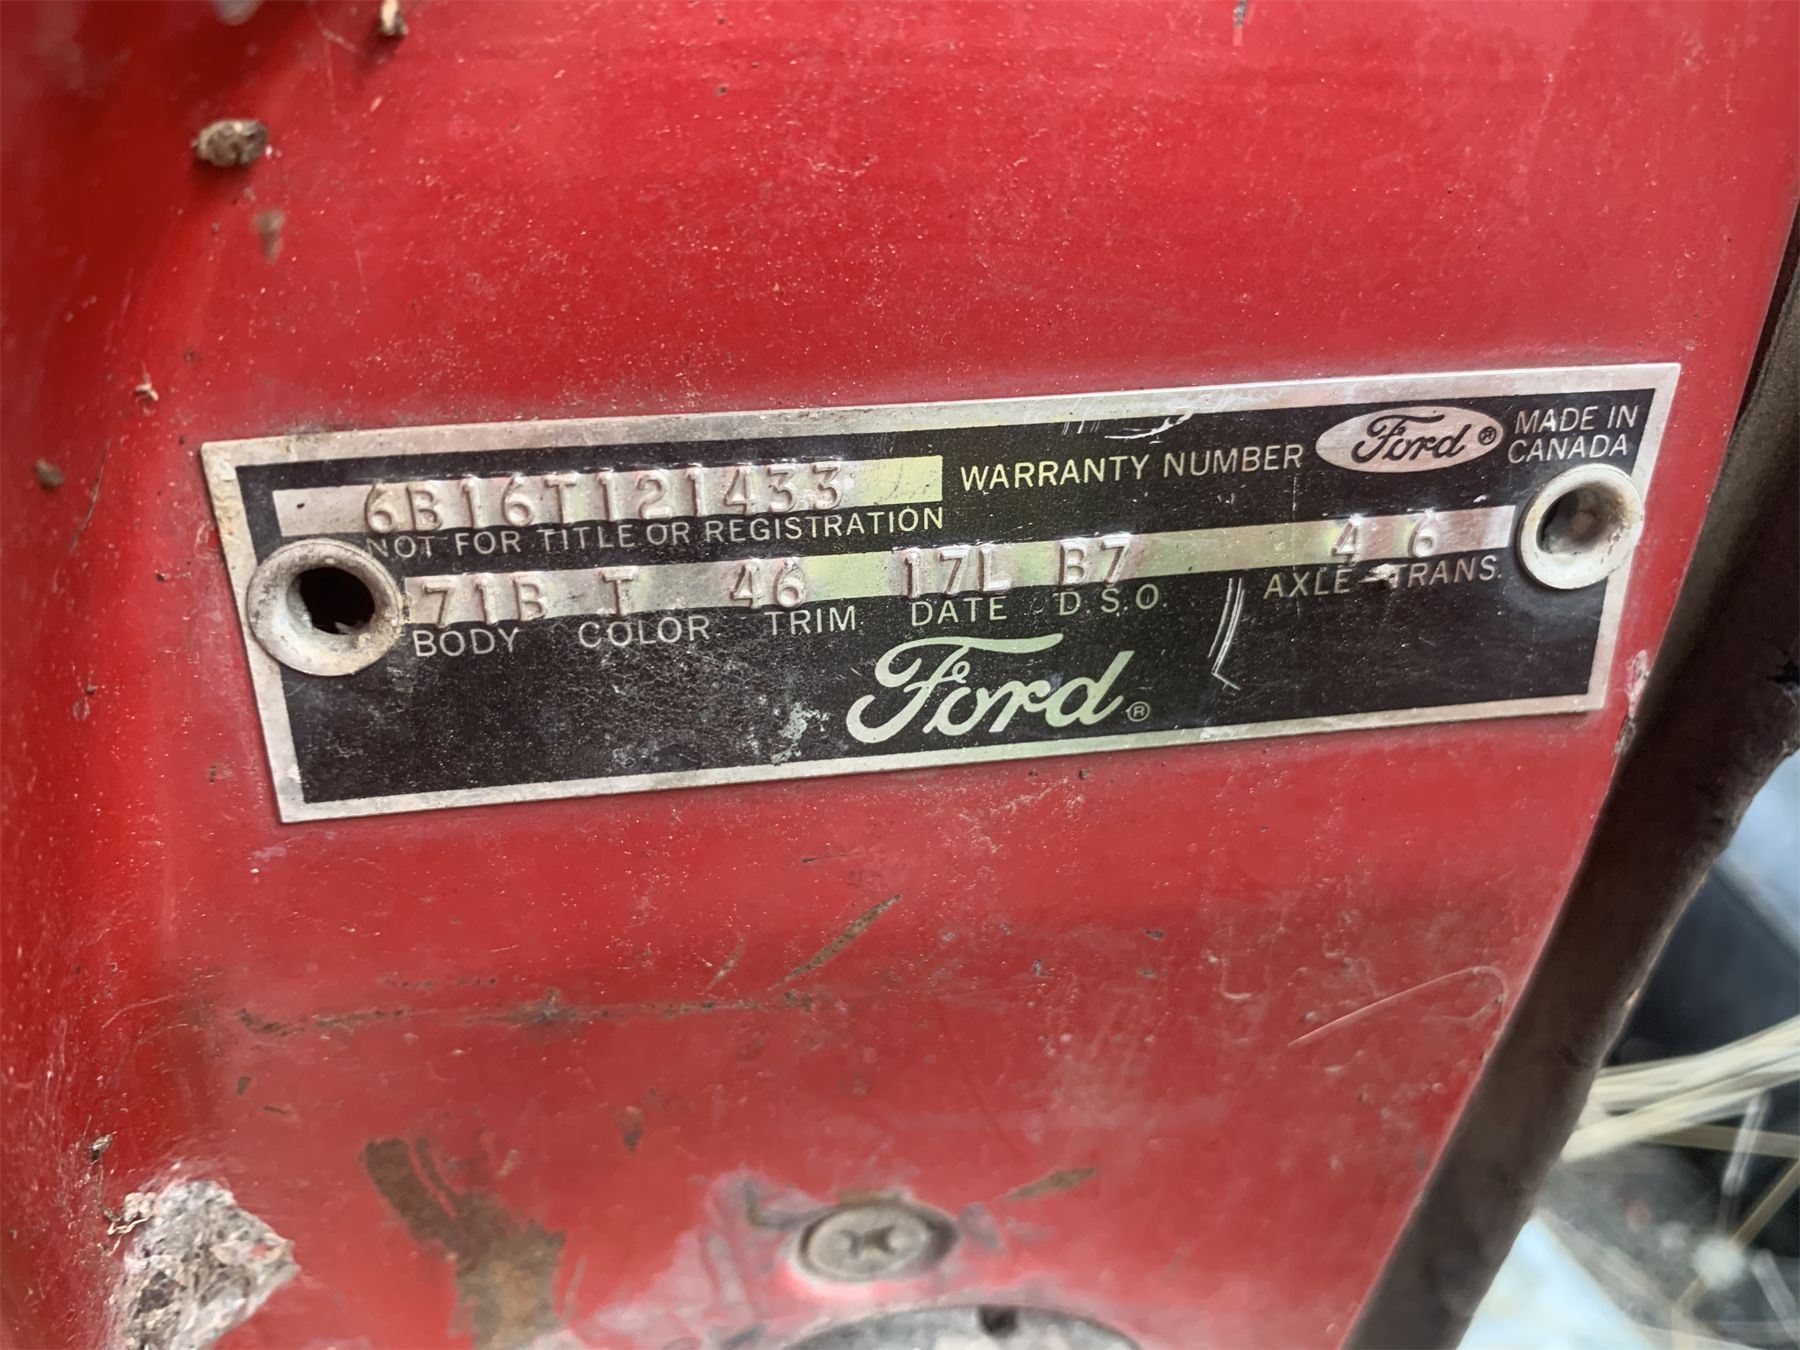 6B16T121433 WARRANTY NUMBER Ford® MADE IN CANADA
NOT FOR TITLE OR REGISTRATION
71B T 46 17L B7 4 6
BODY COLOR TRIM DATE D.S.O. AXLE TRANS.
Ford®